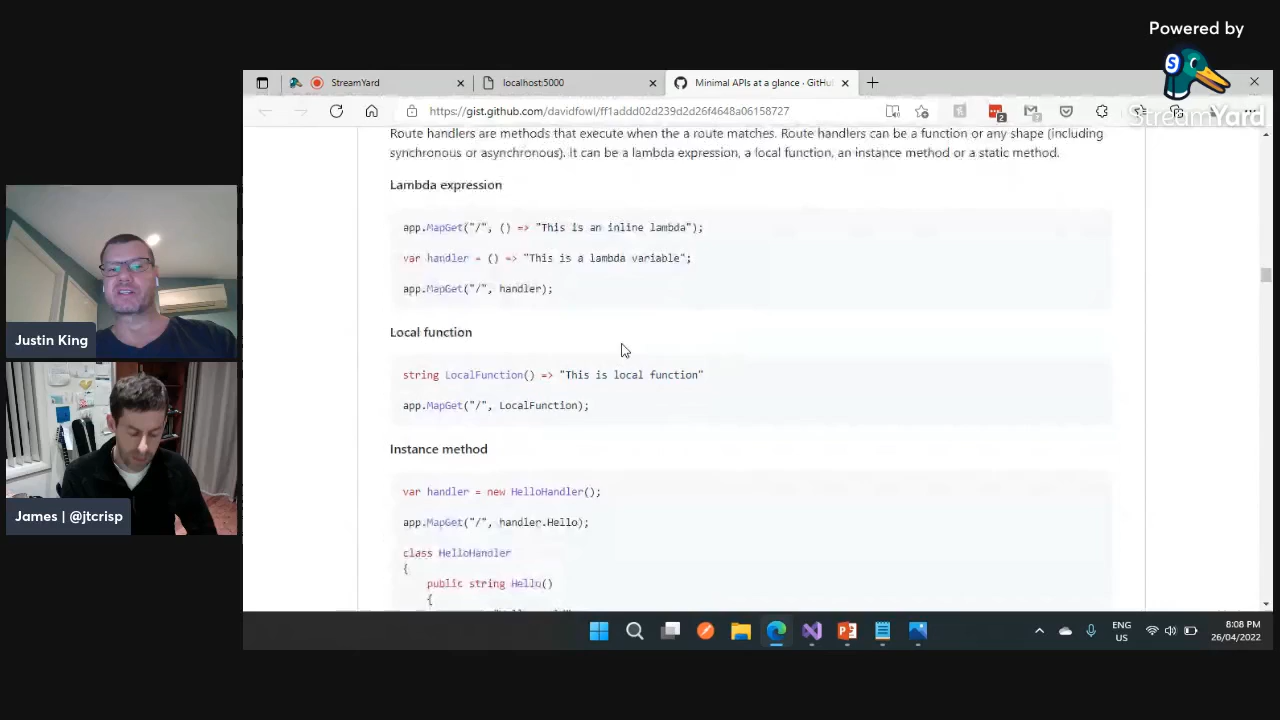 Powered by
StreamYard
StreamYard
localhost:5000
Minimal APIs at a glance · GitHub
https://gist.github.com/davidfowl/ff1addd02d239d2d26f4648a06158727
Route handlers are methods that execute when the a route matches. Route handlers can be a function or any shape (including
synchronous or asynchronous). It can be a lambda expression, a local function, an instance method or a static method.
Lambda expression
app.MapGet("/", () => "This is an inline lambda");
var handler = () => "This is a lambda variable";
app.MapGet("/", handler);
Local function
string LocalFunction() => "This is local function"
app.MapGet("/", LocalFunction);
Instance method
var handler = new HelloHandler();
app.MapGet("/", handler.Hello);
class HelloHandler
{
public string Hello()
{
Justin King
James | @jtcrisp
ENG
US
8:08 PM
26/04/2022